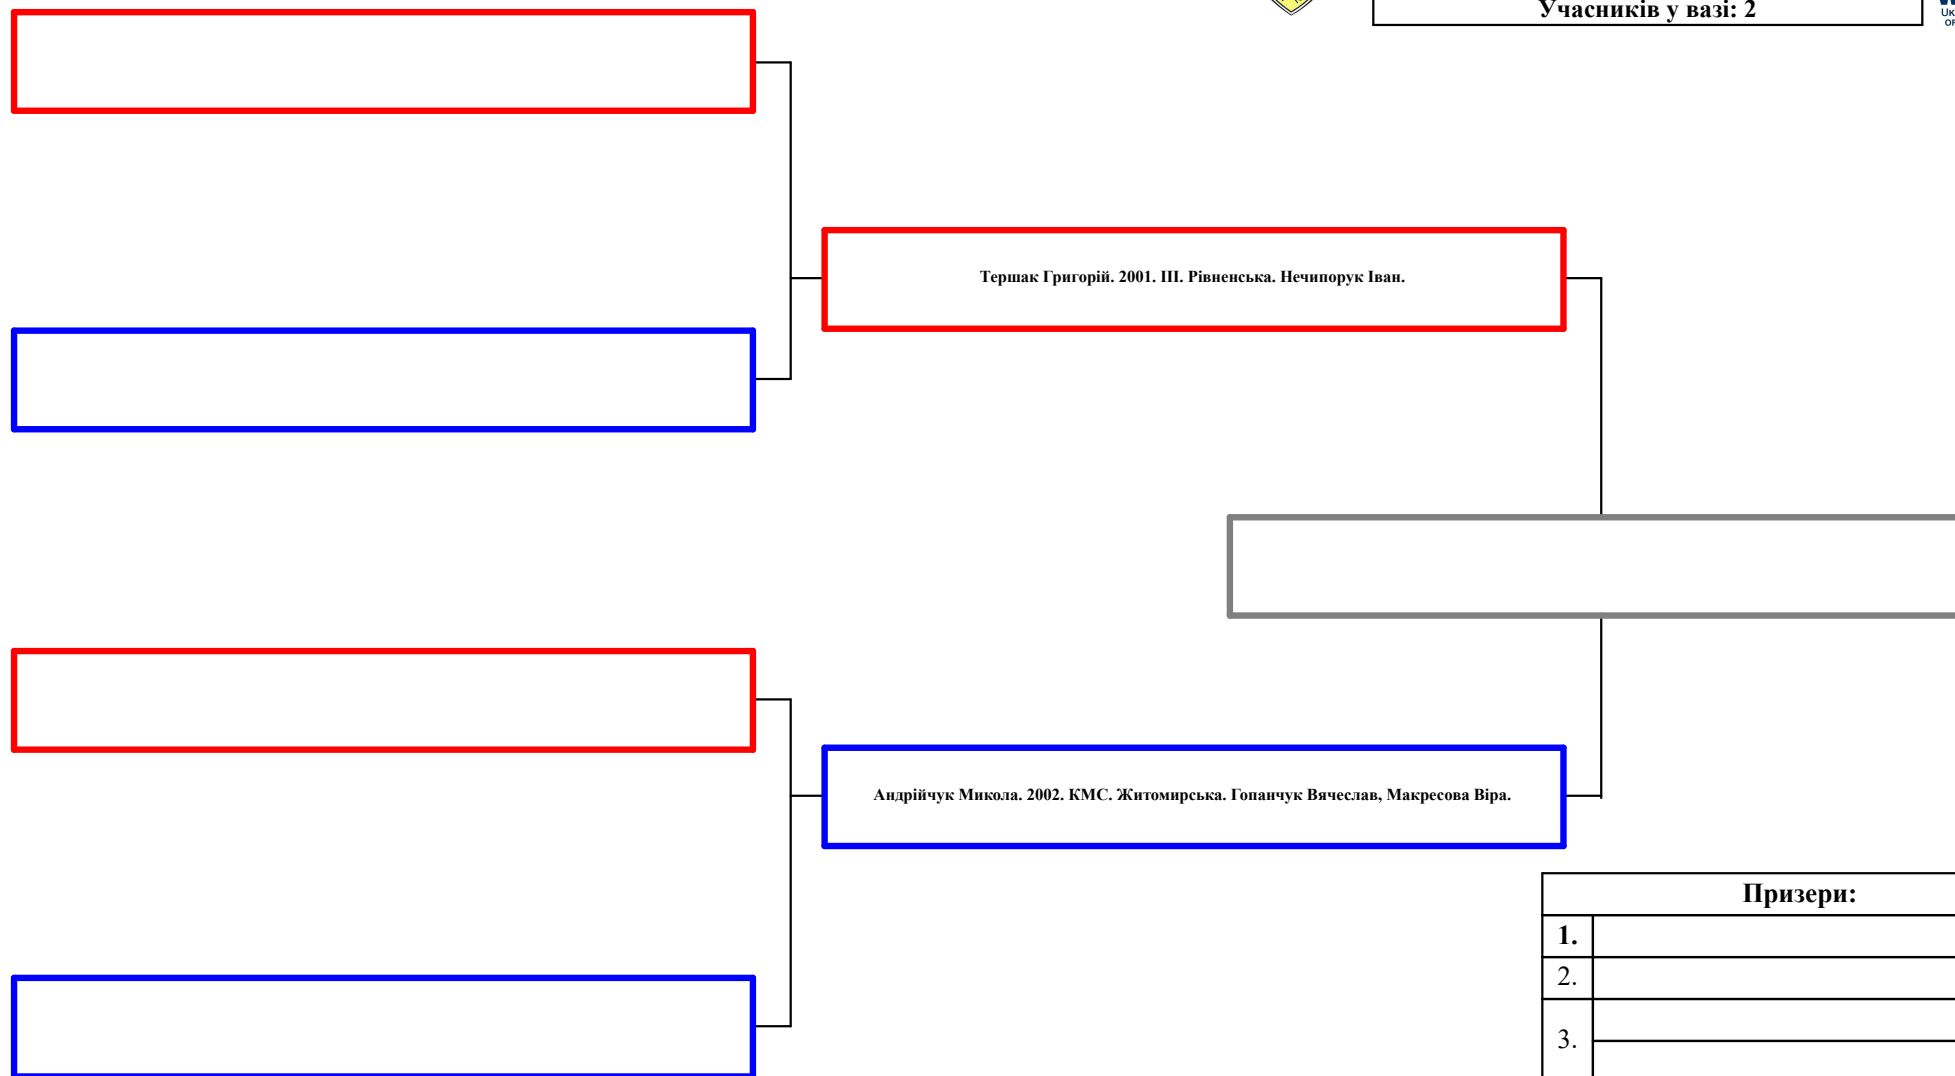 Учасників у вазі: 2
Тершак Григорій. 2001. III. Рівненська. Нечипорук Іван.
Андрійчук Микола. 2002. КМС. Житомирська. Гопанчук Вячеслав, Макресова Віра.
Призери:
1.
2.
3.